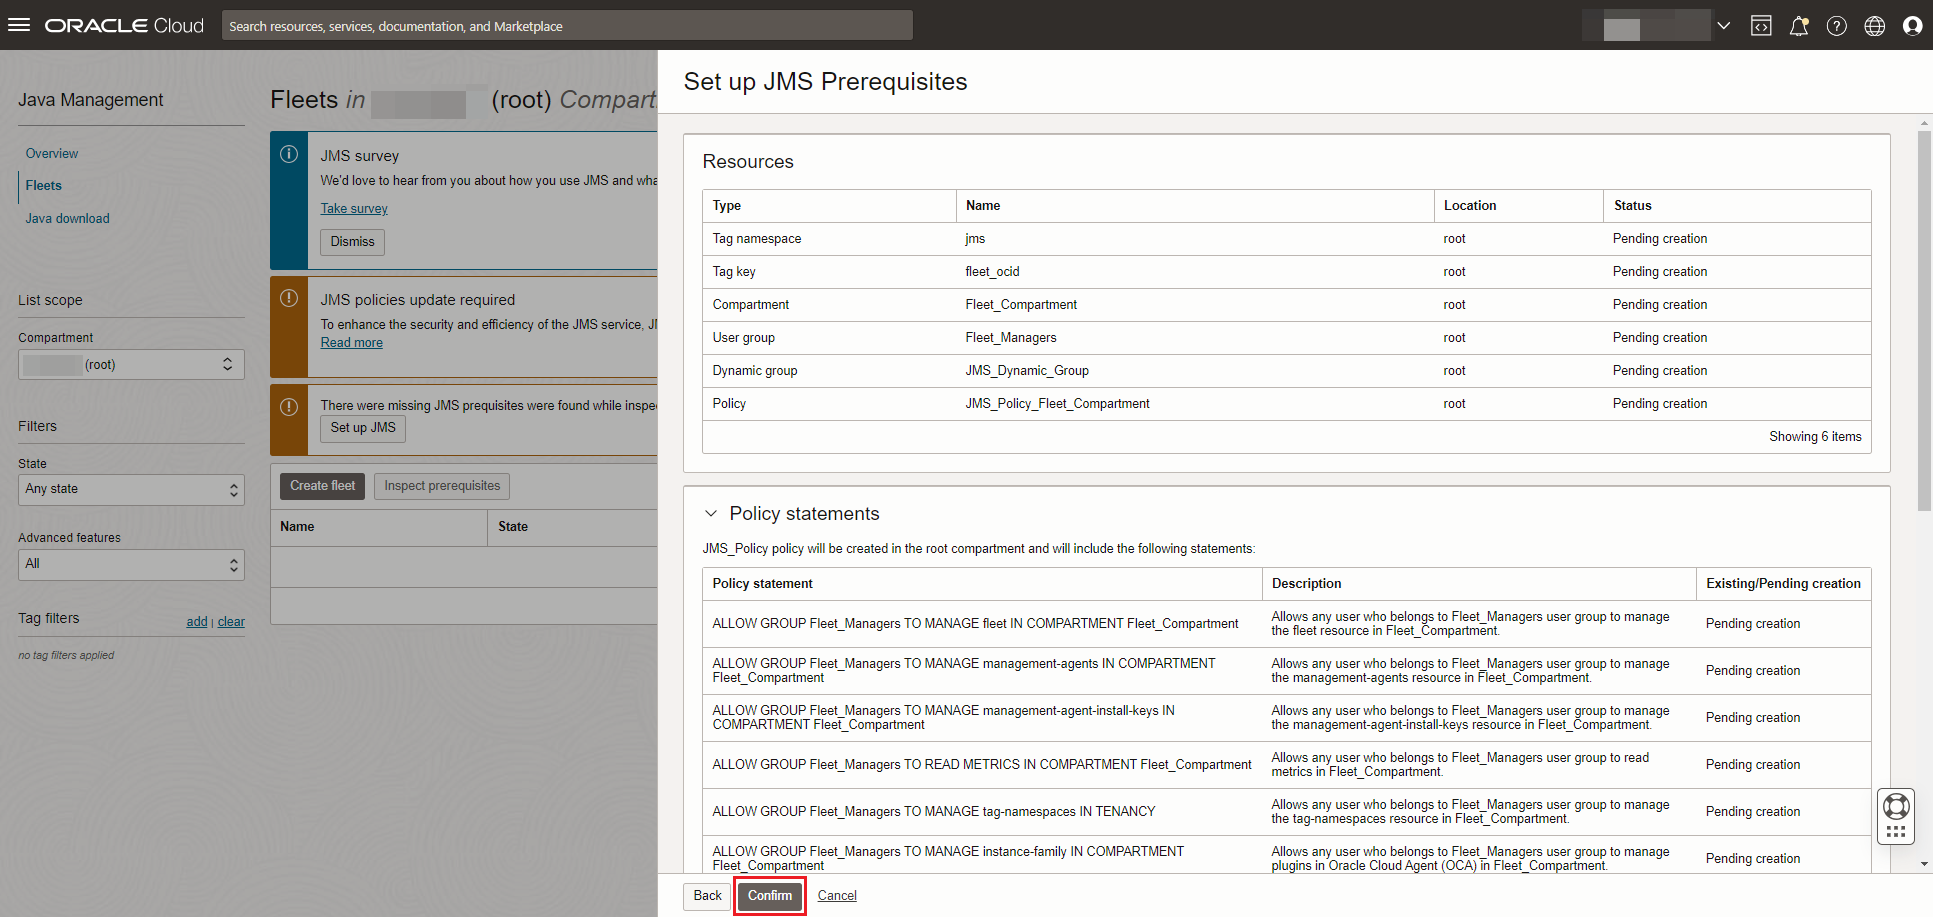 ORACLE Cloud
Search resources, services, documentation, and Marketplace
Java Management
Overview
Fleets
Java download
List scope
Compartment
(root)
Filters
State
Any state
Advanced features
All
Tag filters
add | clear
no tag filters applied
Fleets in (root) Compart
JMS survey
We'd love to hear from you about how you use JMS and wha
Take survey
Dismiss
JMS policies update required
To enhance the security and efficiency of the JMS service, JM
Read more
There were missing JMS prequisites were found while inspe
Set up JMS
Create fleet
Inspect prerequisites
Name State
Set up JMS Prerequisites
Resources
Type Name Location Status
Tag namespace jms root Pending creation
Tag key fleet_ocid root Pending creation
Compartment Fleet_Compartment root Pending creation
User group Fleet_Managers root Pending creation
Dynamic group JMS_Dynamic_Group root Pending creation
Policy JMS_Policy_Fleet_Compartment root Pending creation
Showing 6 items
Policy statements
JMS_Policy policy will be created in the root compartment and will include the following statements:
Policy statement Description Existing/Pending creation
ALLOW GROUP Fleet_Managers TO MANAGE fleet IN COMPARTMENT Fleet_Compartment
Allows any user who belongs to Fleet_Managers user group to manage
the fleet resource in Fleet_Compartment.
Pending creation
ALLOW GROUP Fleet_Managers TO MANAGE management-agents IN COMPARTMENT
Fleet_Compartment
Allows any user who belongs to Fleet_Managers user group to manage
the management-agents resource in Fleet_Compartment.
Pending creation
ALLOW GROUP Fleet_Managers TO MANAGE management-agent-install-keys IN
COMPARTMENT Fleet_Compartment
Allows any user who belongs to Fleet_Managers user group to manage
the management-agent-install-keys resource in Fleet_Compartment.
Pending creation
ALLOW GROUP Fleet_Managers TO READ METRICS IN COMPARTMENT Fleet_Compartment
Allows any user who belongs to Fleet_Managers user group to read
metrics in Fleet_Compartment.
Pending creation
ALLOW GROUP Fleet_Managers TO MANAGE tag-namespaces IN TENANCY
Allows any user who belongs to Fleet_Managers user group to manage
the tag-namespaces resource in Fleet_Compartment.
Pending creation
ALLOW GROUP Fleet_Managers TO MANAGE instance-family IN COMPARTMENT
Fleet_Compartment
Allows any user who belongs to Fleet_Managers user group to manage
plugins in Oracle Cloud Agent (OCA) in Fleet_Compartment.
Pending creation
Back
Confirm
Cancel